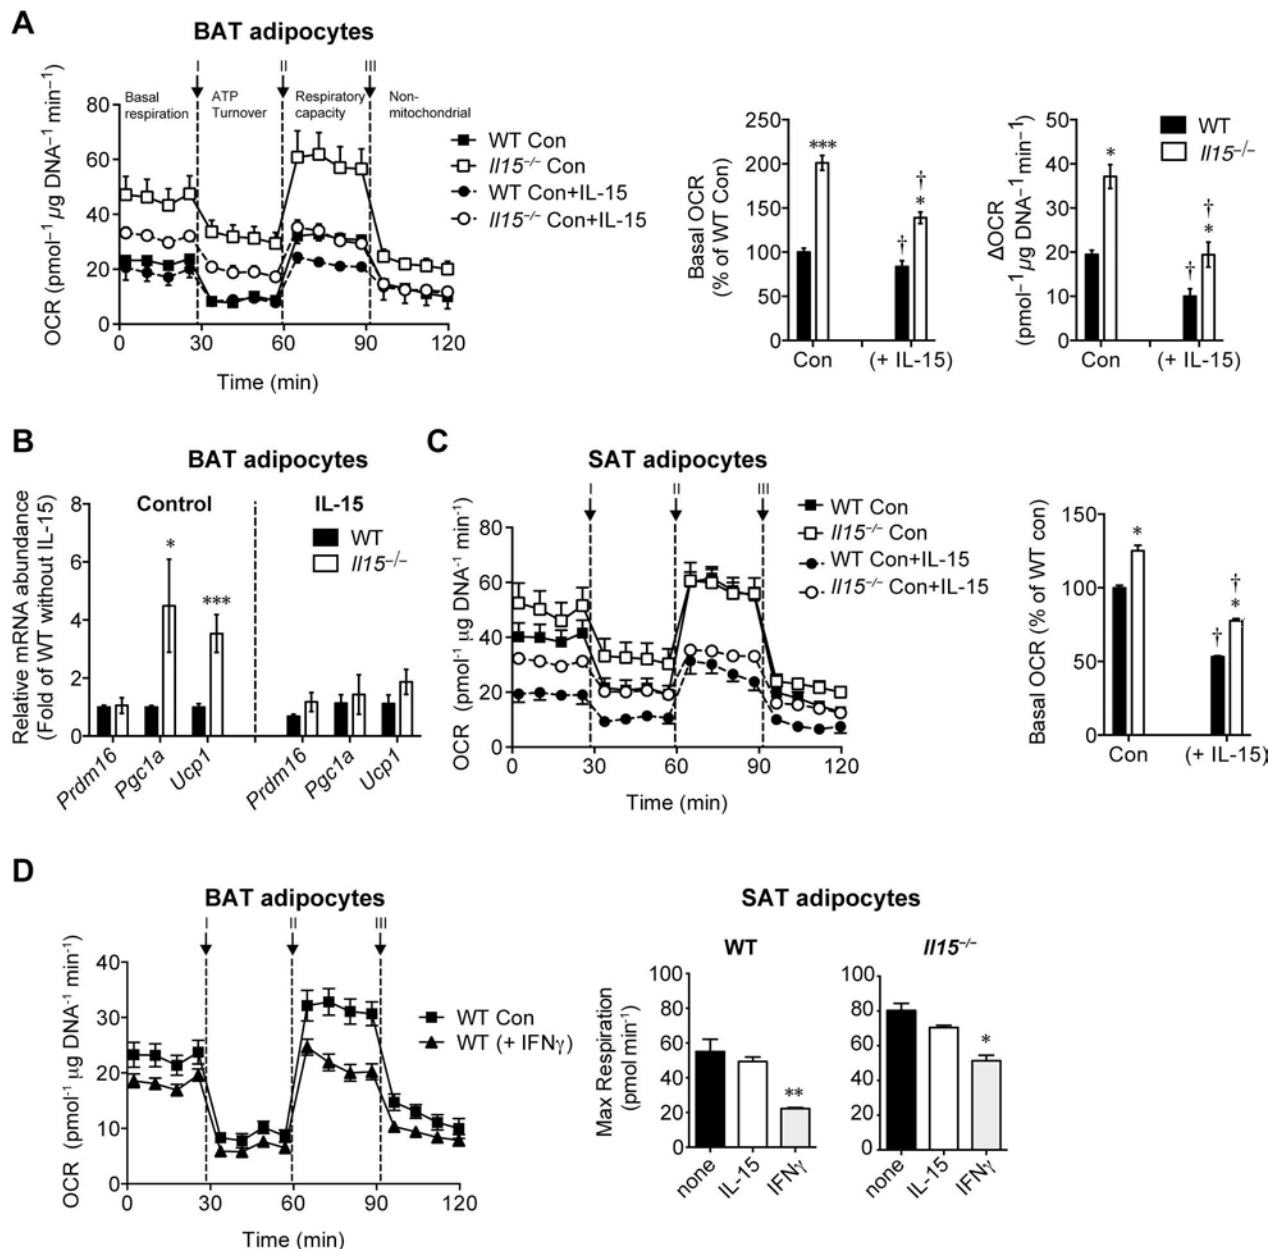 A
BAT adipocytes
I II III
Basal respiration
ATP Turnover
Respiratory capacity
Non-mitochondrial
OCR (pmol⁻¹ µg DNA⁻¹ min⁻¹)
80
60
40
20
0
0 30 60 90 120
Time (min)
WT Con
Il15⁻/⁻ Con
WT Con+IL-15
Il15⁻/⁻ Con+IL-15
Basal OCR
(% of WT Con)
250
200
150
100
50
0
***
†
†
*
Con (+ IL-15)
ΔOCR
(pmol⁻¹ µg DNA⁻¹ min⁻¹)
50
40
30
20
10
0
*
†
†
*
Con (+ IL-15)
WT
Il15⁻/⁻
B
BAT adipocytes
Relative mRNA abundance
(Fold of WT without IL-15)
8
6
4
2
0
Control IL-15
WT
Il15⁻/⁻
*
***
Prdm16 Pgc1a Ucp1 Prdm16 Pgc1a Ucp1
C
SAT adipocytes
I II III
OCR (pmol⁻¹ µg DNA⁻¹ min⁻¹)
80
60
40
20
0
0 30 60 90 120
Time (min)
WT Con
Il15⁻/⁻ Con
WT Con+IL-15
Il15⁻/⁻ Con+IL-15
Basal OCR (% of WT con)
150
100
50
0
*
†
†
*
Con (+ IL-15)
D
BAT adipocytes
I II III
OCR (pmol⁻¹ µg DNA⁻¹ min⁻¹)
40
30
20
10
0
0 30 60 90 120
Time (min)
WT Con
WT (+ IFNγ)
SAT adipocytes
WT
Max Respiration
(pmol min⁻¹)
100
80
60
40
20
0
**
none IL-15 IFNγ
Il15⁻/⁻
100
80
60
40
20
0
*
none IL-15 IFNγ